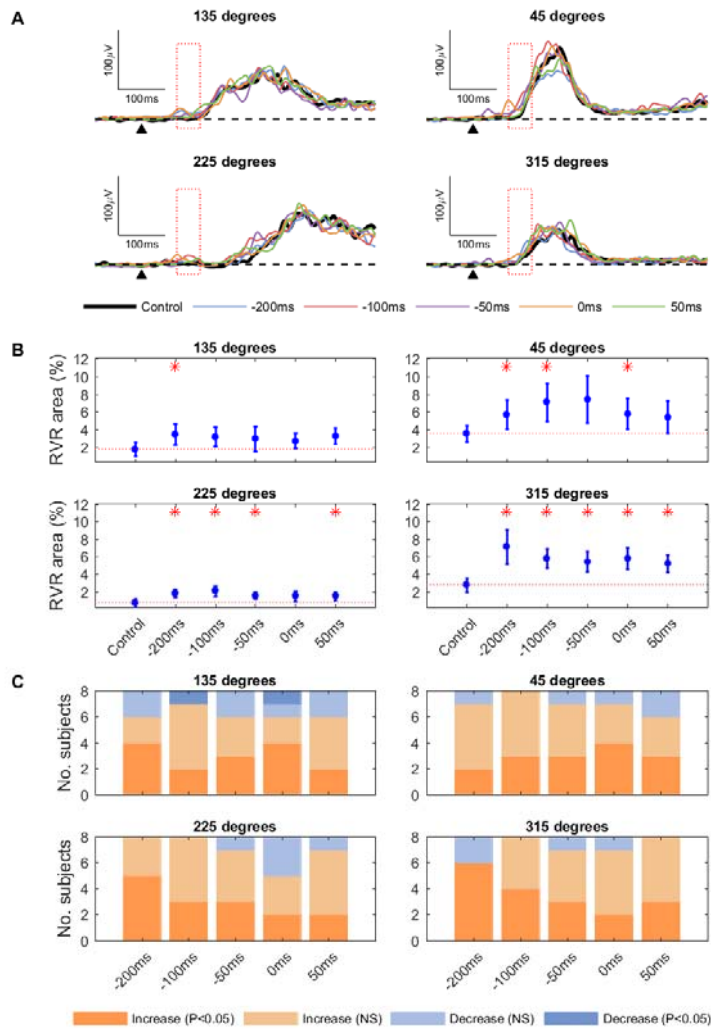 A
135 degrees
45 degrees
100μV
100ms
100μV
100ms
225 degrees
315 degrees
100μV
100ms
100μV
100ms
Control -200ms -100ms -50ms 0ms 50ms
B
135 degrees
45 degrees
RVR area (%)
12
10
8
6
4
2
* 
12
10
8
6
4
2
* * *
225 degrees
315 degrees
RVR area (%)
12
10
8
6
4
2
* * * *
12
10
8
6
4
2
* * * * *
Control -200ms -100ms -50ms 0ms 50ms
Control -200ms -100ms -50ms 0ms 50ms
C
135 degrees
45 degrees
No. subjects
8
6
4
2
0
8
6
4
2
0
225 degrees
315 degrees
No. subjects
8
6
4
2
0
8
6
4
2
0
-200ms -100ms -50ms 0ms 50ms
-200ms -100ms -50ms 0ms 50ms
Increase (P<0.05) Increase (NS) Decrease (NS) Decrease (P<0.05)